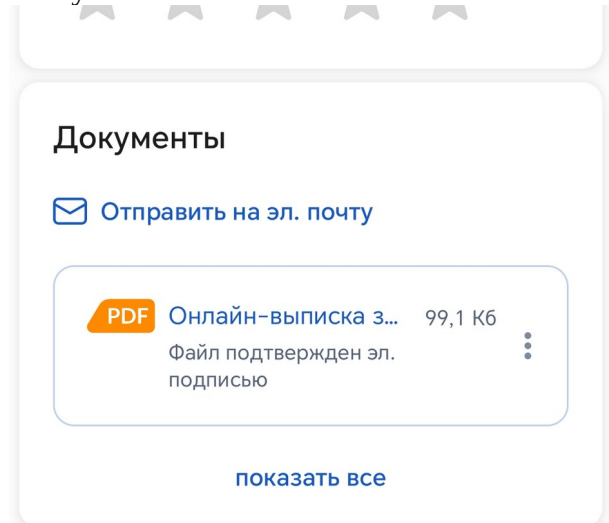 Документы
Отправить на эл. почту
PDF Онлайн-выписка з... 99,1 Кб
Файл подтвержден эл.
подписью
показать все